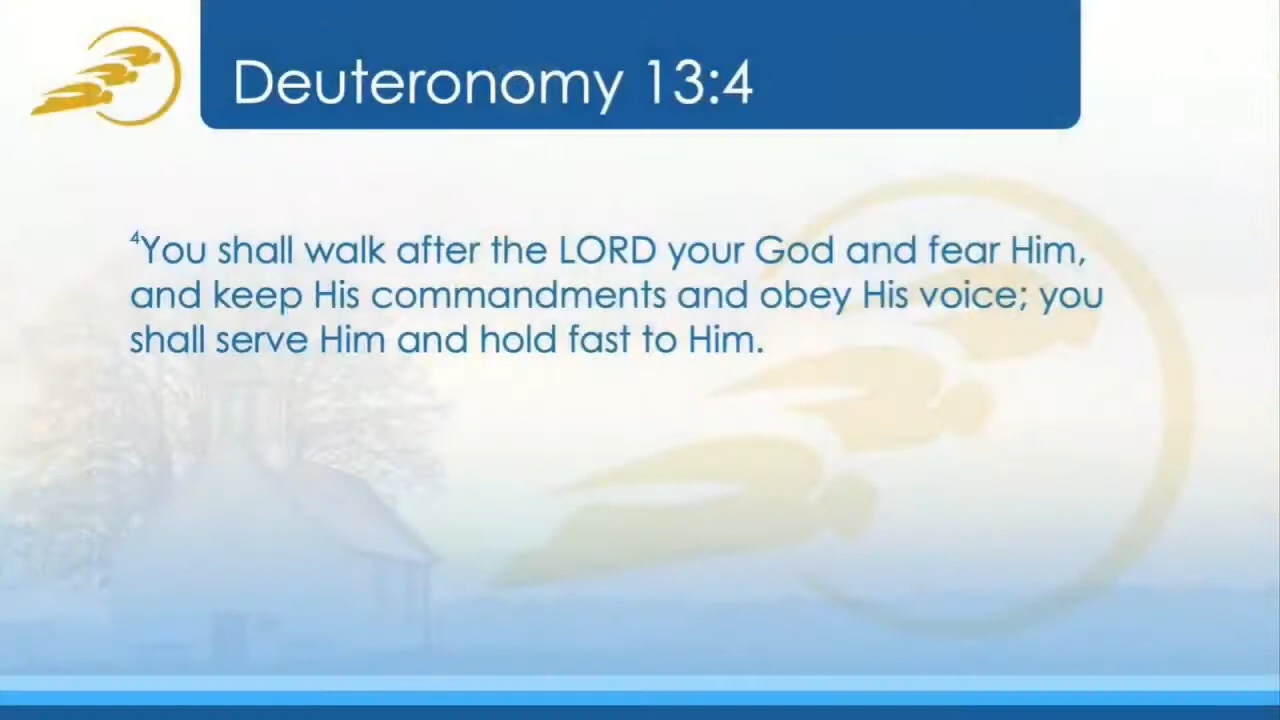 Deuteronomy 13:4
⁴You shall walk after the LORD your God and fear Him,
and keep His commandments and obey His voice; you
shall serve Him and hold fast to Him.